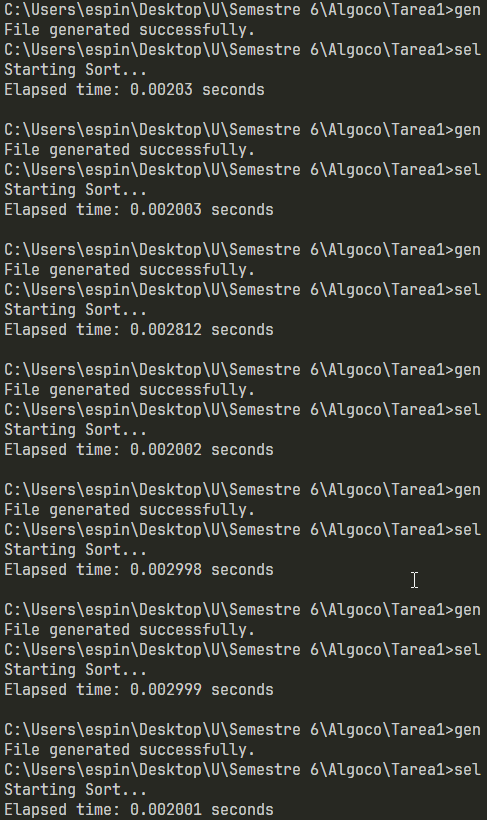 C:\Users\espin\Desktop\U\Semestre 6\Algoco\Tarea1>gen
File generated successfully.
C:\Users\espin\Desktop\U\Semestre 6\Algoco\Tarea1>sel
Starting Sort...
Elapsed time: 0.00203 seconds
C:\Users\espin\Desktop\U\Semestre 6\Algoco\Tarea1>gen
File generated successfully.
C:\Users\espin\Desktop\U\Semestre 6\Algoco\Tarea1>sel
Starting Sort...
Elapsed time: 0.002003 seconds
C:\Users\espin\Desktop\U\Semestre 6\Algoco\Tarea1>gen
File generated successfully.
C:\Users\espin\Desktop\U\Semestre 6\Algoco\Tarea1>sel
Starting Sort...
Elapsed time: 0.002812 seconds
C:\Users\espin\Desktop\U\Semestre 6\Algoco\Tarea1>gen
File generated successfully.
C:\Users\espin\Desktop\U\Semestre 6\Algoco\Tarea1>sel
Starting Sort...
Elapsed time: 0.002002 seconds
C:\Users\espin\Desktop\U\Semestre 6\Algoco\Tarea1>gen
File generated successfully.
C:\Users\espin\Desktop\U\Semestre 6\Algoco\Tarea1>sel
Starting Sort...
Elapsed time: 0.002998 seconds
C:\Users\espin\Desktop\U\Semestre 6\Algoco\Tarea1>gen
File generated successfully.
C:\Users\espin\Desktop\U\Semestre 6\Algoco\Tarea1>sel
Starting Sort...
Elapsed time: 0.002999 seconds
C:\Users\espin\Desktop\U\Semestre 6\Algoco\Tarea1>gen
File generated successfully.
C:\Users\espin\Desktop\U\Semestre 6\Algoco\Tarea1>sel
Starting Sort...
Elapsed time: 0.002001 seconds